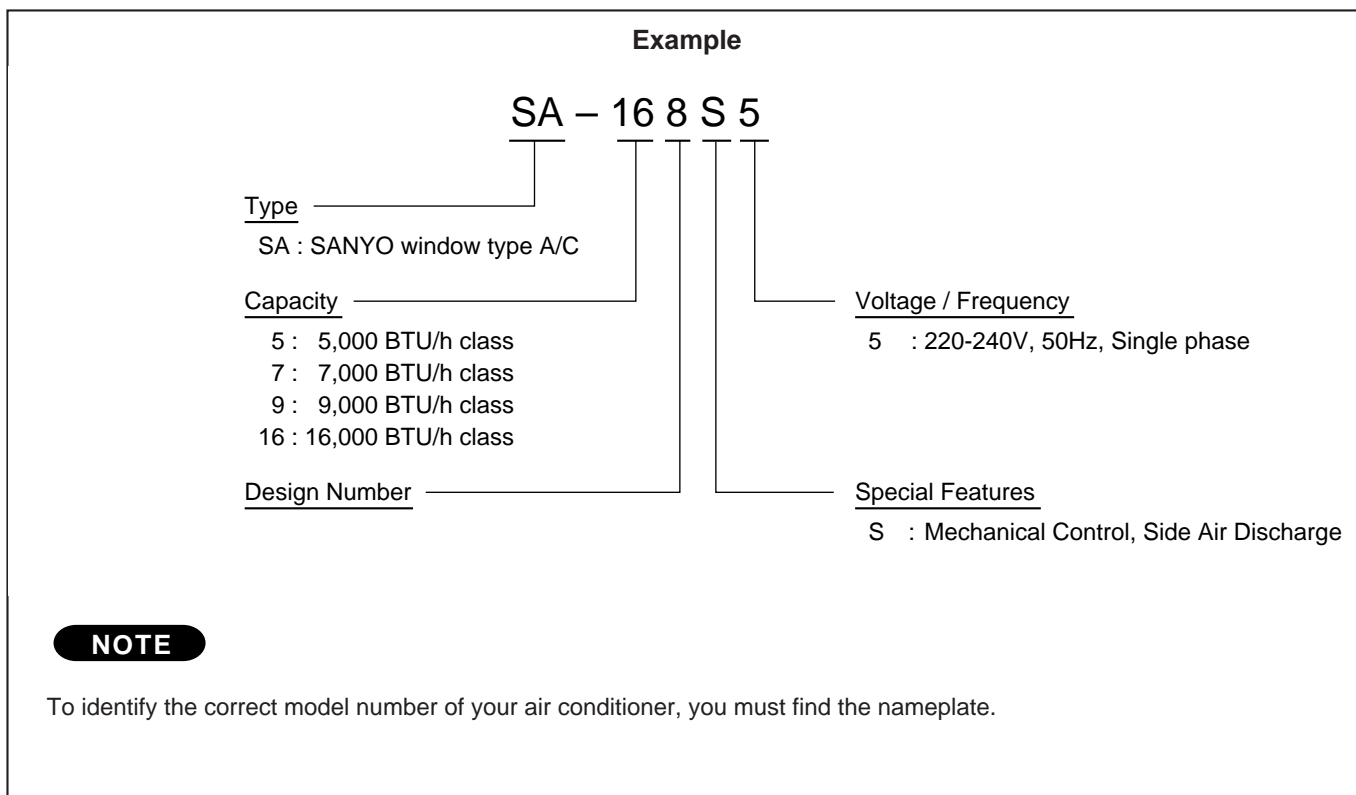 Example
SA – 16 8 S 5
Type
SA : SANYO window type A/C
Capacity
5 : 5,000 BTU/h class
7 : 7,000 BTU/h class
9 : 9,000 BTU/h class
16 : 16,000 BTU/h class
Design Number
Voltage / Frequency
5 : 220-240V, 50Hz, Single phase
Special Features
S : Mechanical Control, Side Air Discharge
NOTE
To identify the correct model number of your air conditioner, you must find the nameplate.